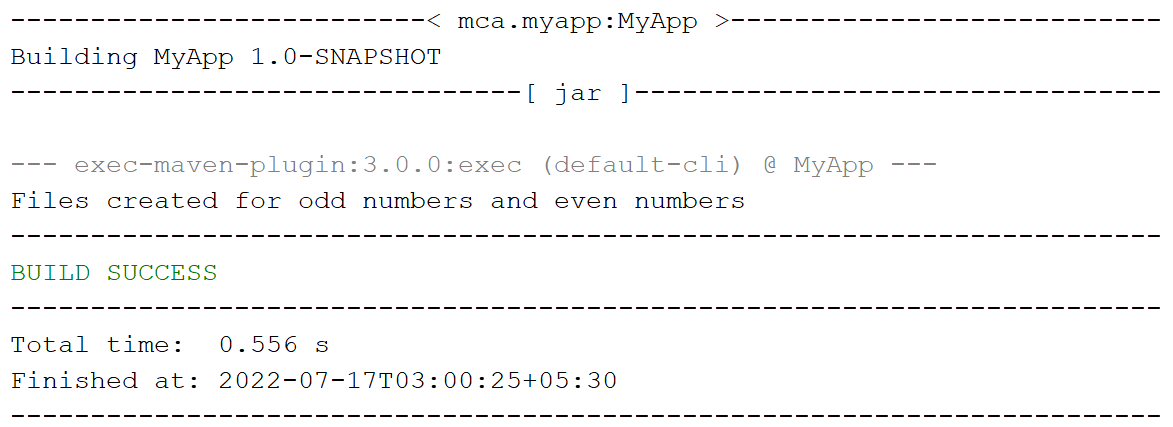 --------------------------< mca.myapp:MyApp >---------------------------
Building MyApp 1.0-SNAPSHOT
--------------------------------[ jar ]---------------------------------
--- exec-maven-plugin:3.0.0:exec (default-cli) @ MyApp ---
Files created for odd numbers and even numbers
------------------------------------------------------------------------
BUILD SUCCESS
------------------------------------------------------------------------
Total time:  0.556 s
Finished at: 2022-07-17T03:00:25+05:30
------------------------------------------------------------------------